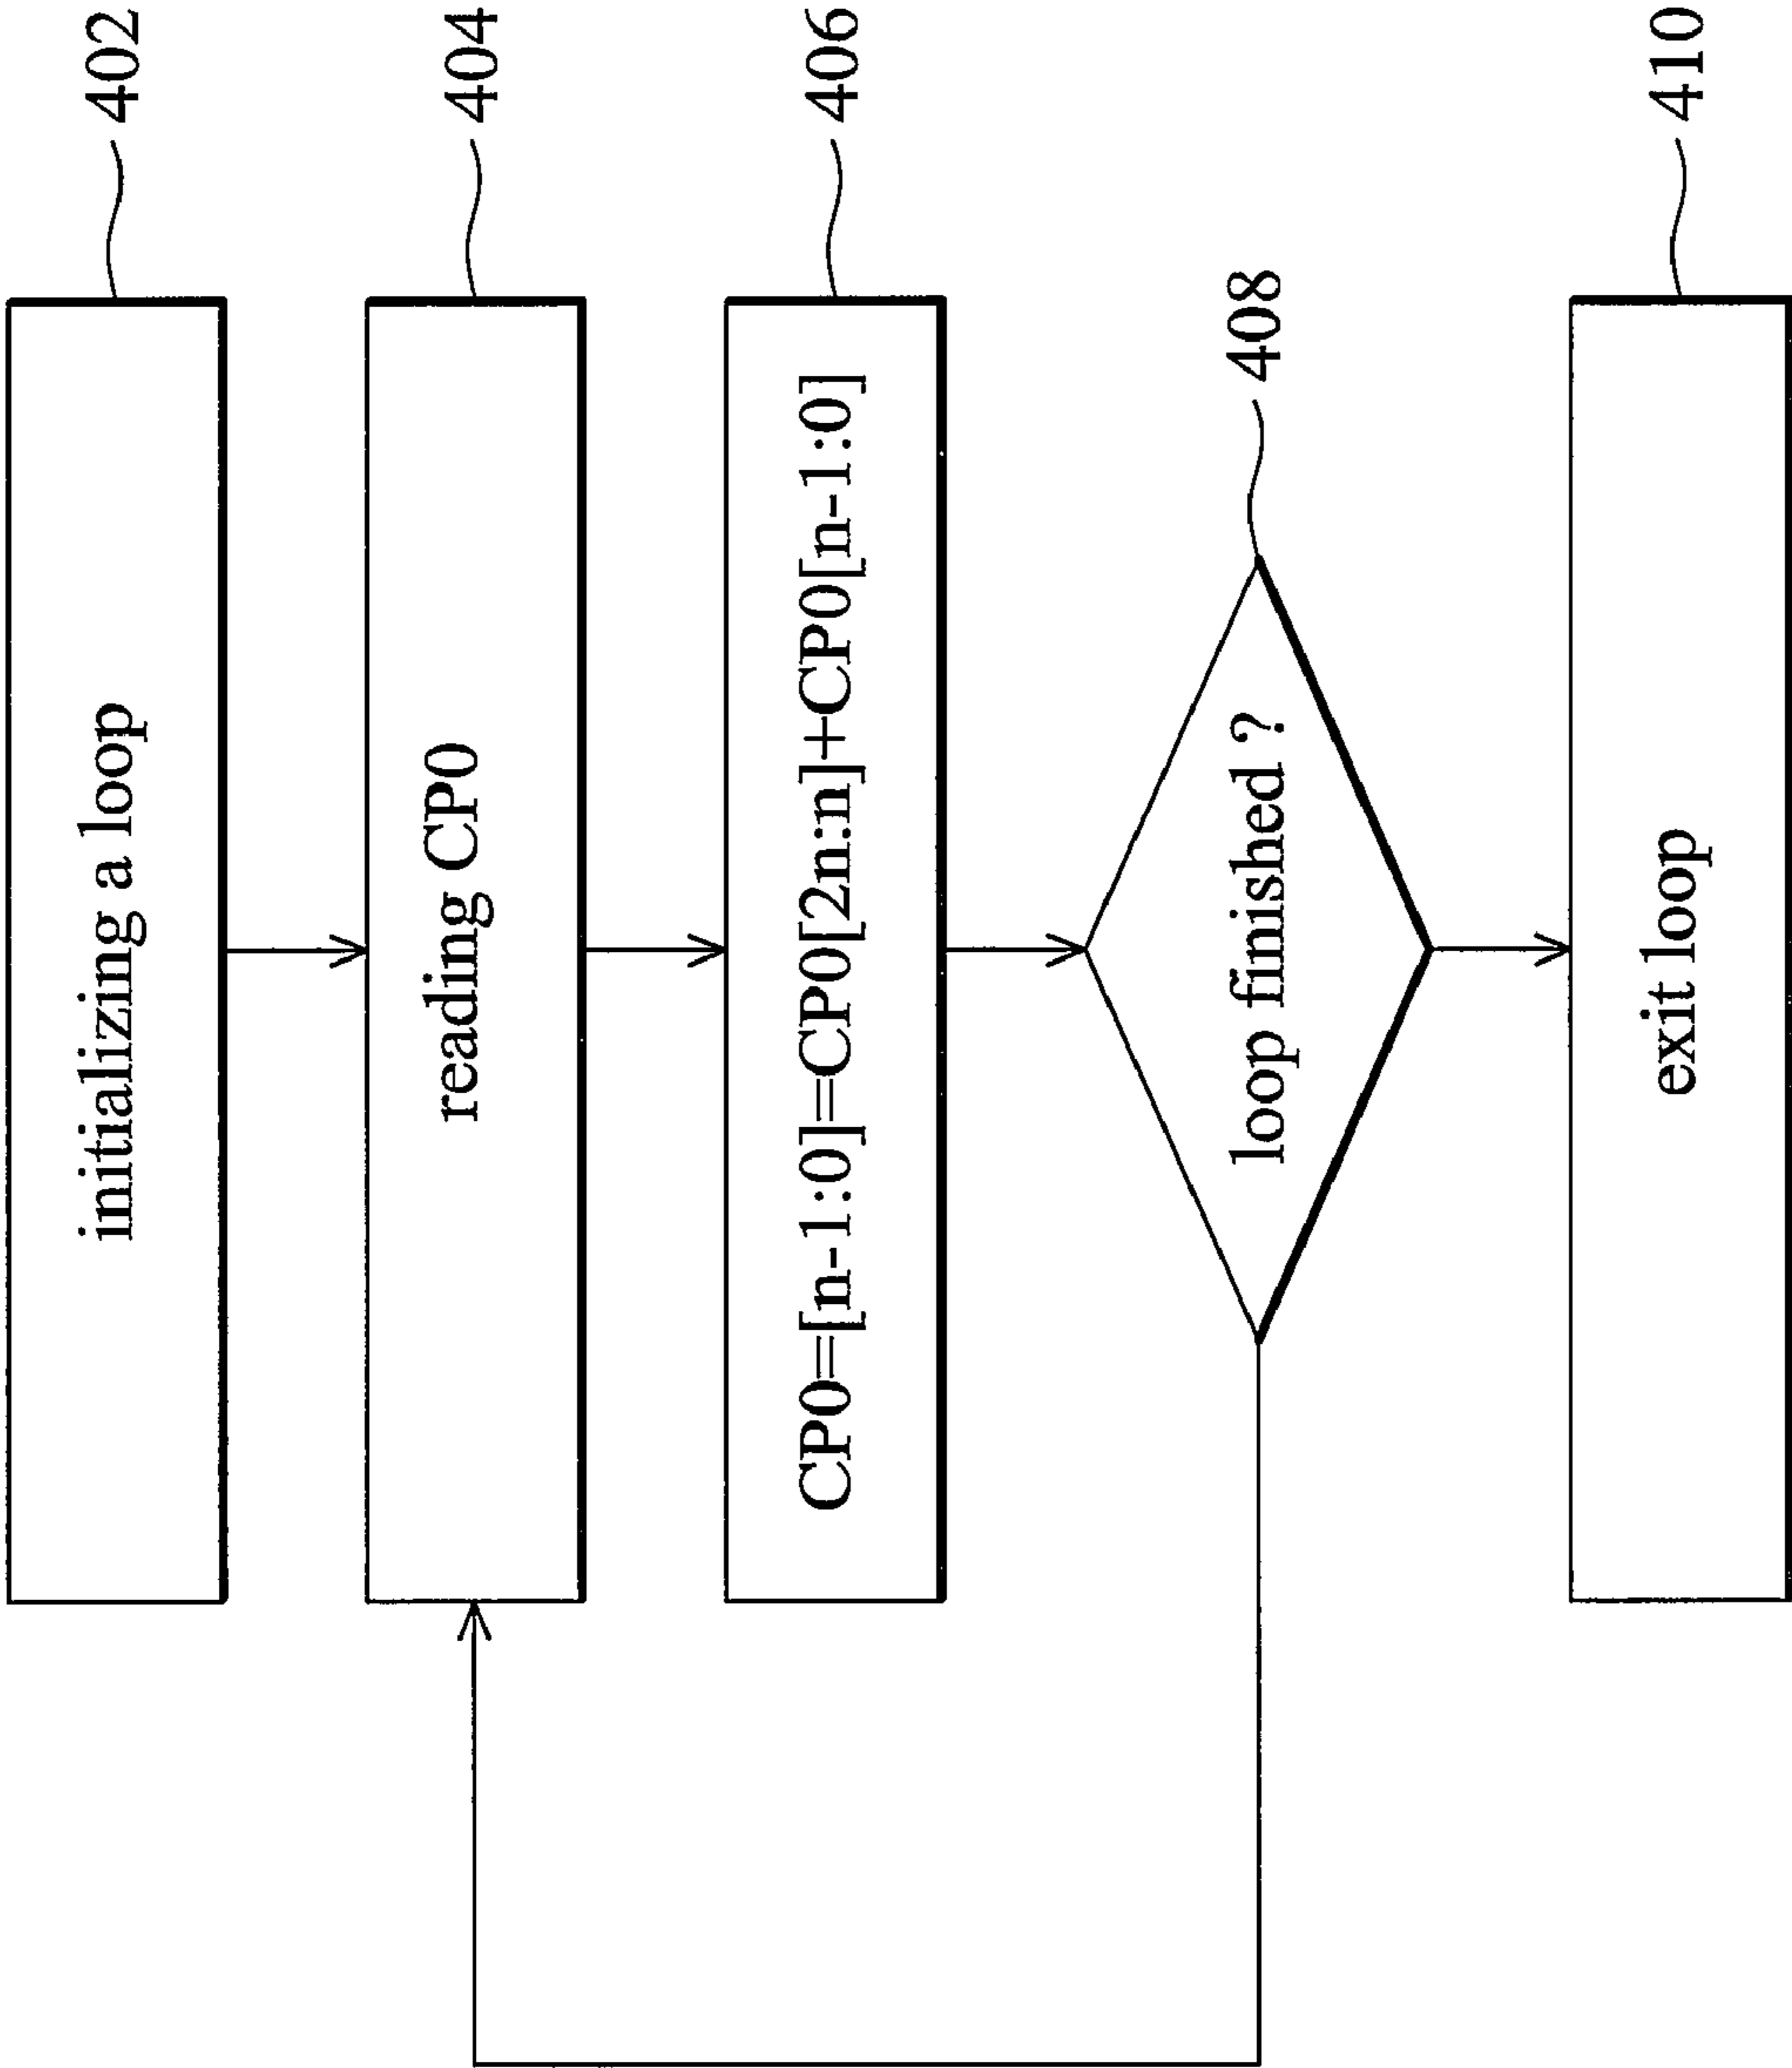 initializing a loop
402
reading CP0
404
CP0=[n-1:0]=CP0[2n:n]+CP0[n-1:0]
406
loop finished ?
408
exit loop
410